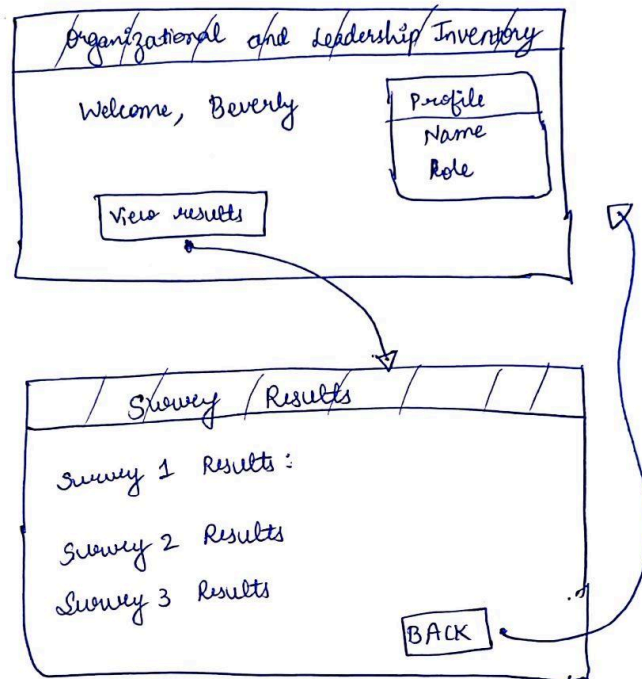 Organizational and Leadership Inventory
Welcome, Beverly
Profile
Name
Role
View results
Survey Results
Survey 1 Results:
Survey 2 Results
Survey 3 Results
BACK